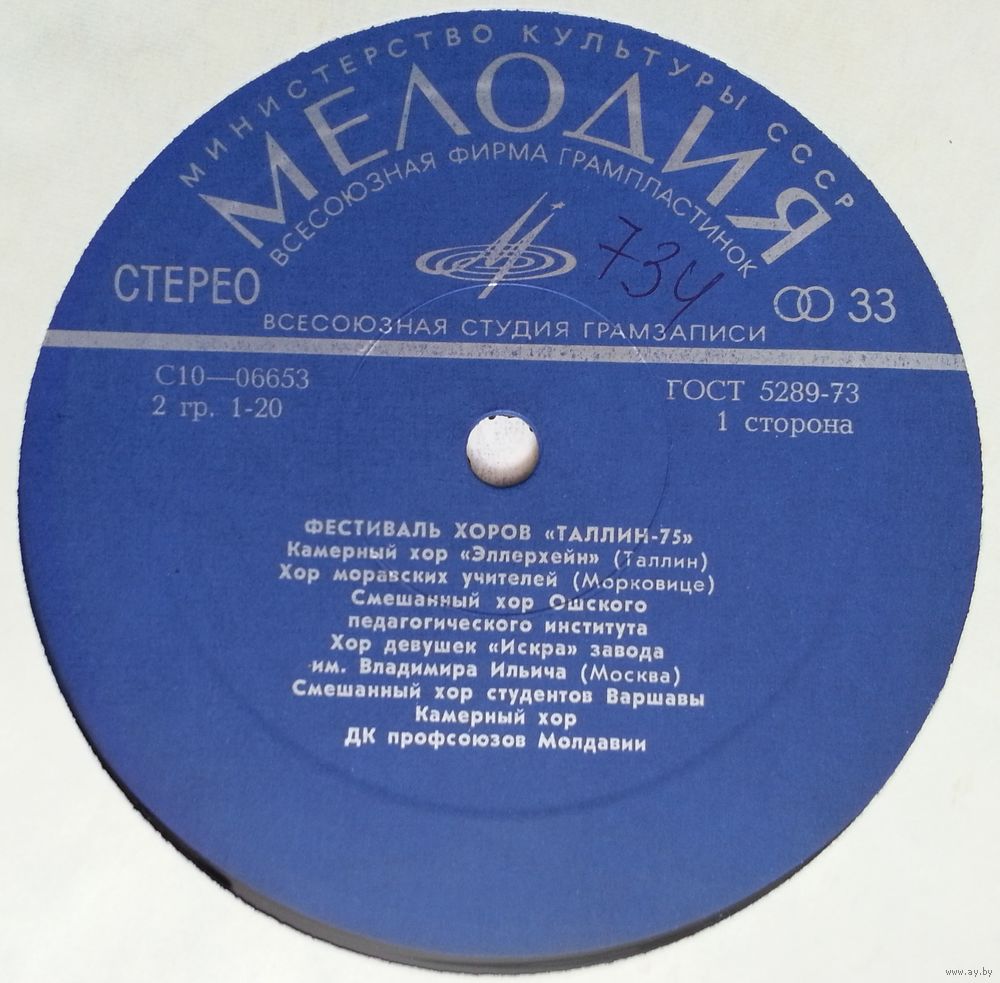 МИНИСТЕРСТВО КУЛЬТУРЫ СССР
МЕЛОДИЯ
ВСЕСОЮЗНАЯ ФИРМА ГРАМПЛАСТИНОК
734
СТЕРЕО
33
ВСЕСОЮЗНАЯ СТУДИЯ ГРАМЗАПИСИ
С10—06653
2 гр. 1-20
ГОСТ 5289-73
1 сторона
ФЕСТИВАЛЬ ХОРОВ «ТАЛЛИН-75»
Камерный хор «Эллерхейн» (Таллин)
Хор моравских учителей (Морковице)
Смешанный хор Ошского
педагогического института
Хор девушек «Искра» завода
им. Владимира Ильича (Москва)
Смешанный хор студентов Варшавы
Камерный хор
ДК профсоюзов Молдавии
www.ay.by